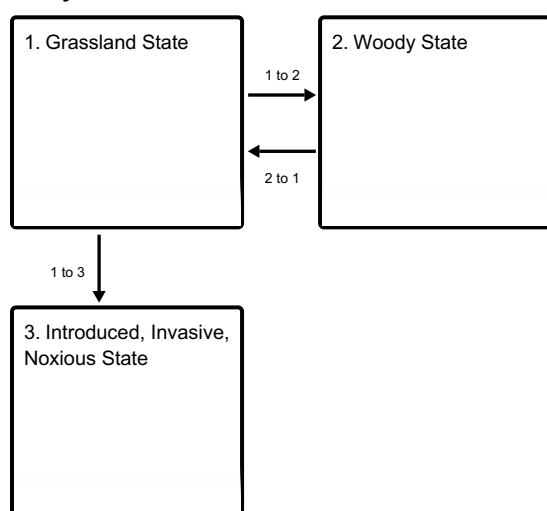 1. Grassland State
2. Woody State
1 to 2
2 to 1
1 to 3
3. Introduced, Invasive,
Noxious State